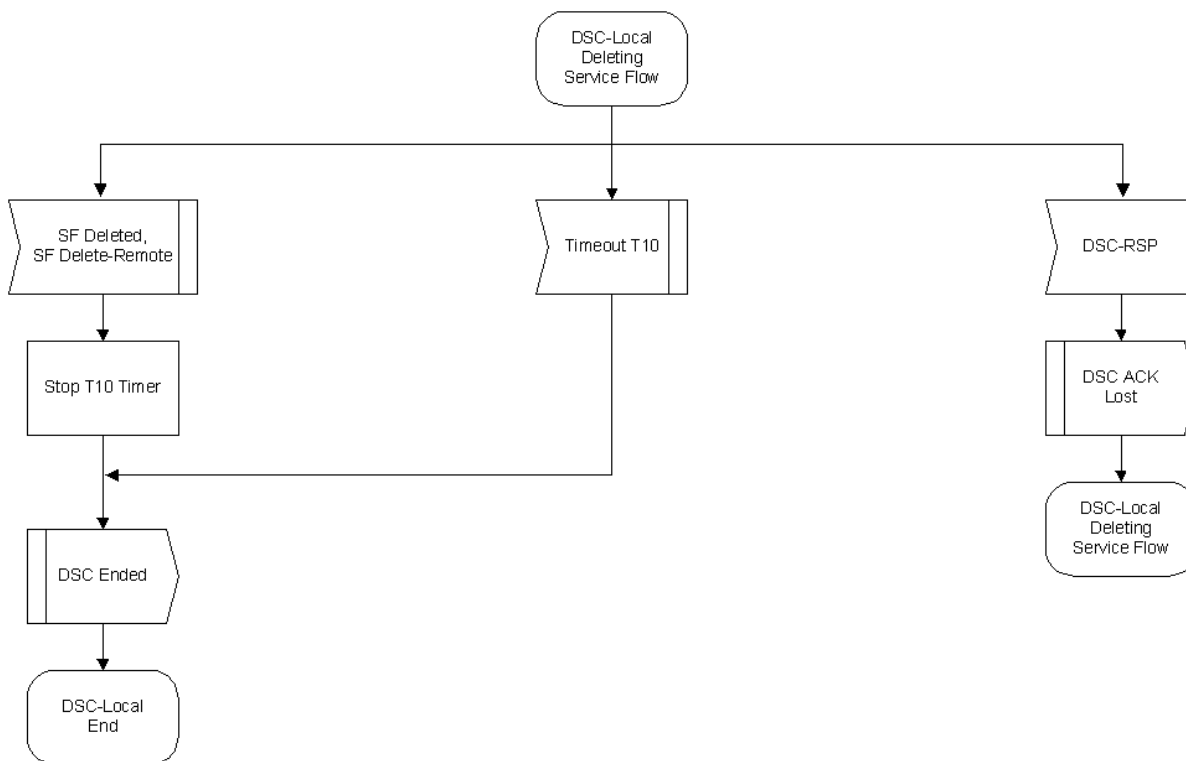 DSC-Local
Deleting
Service Flow
SF Deleted,
SF Delete-Remote
Timeout T10
DSC-RSP
Stop T10 Timer
DSC ACK
Lost
DSC-Local
Deleting
Service Flow
DSC Ended
DSC-Local
End